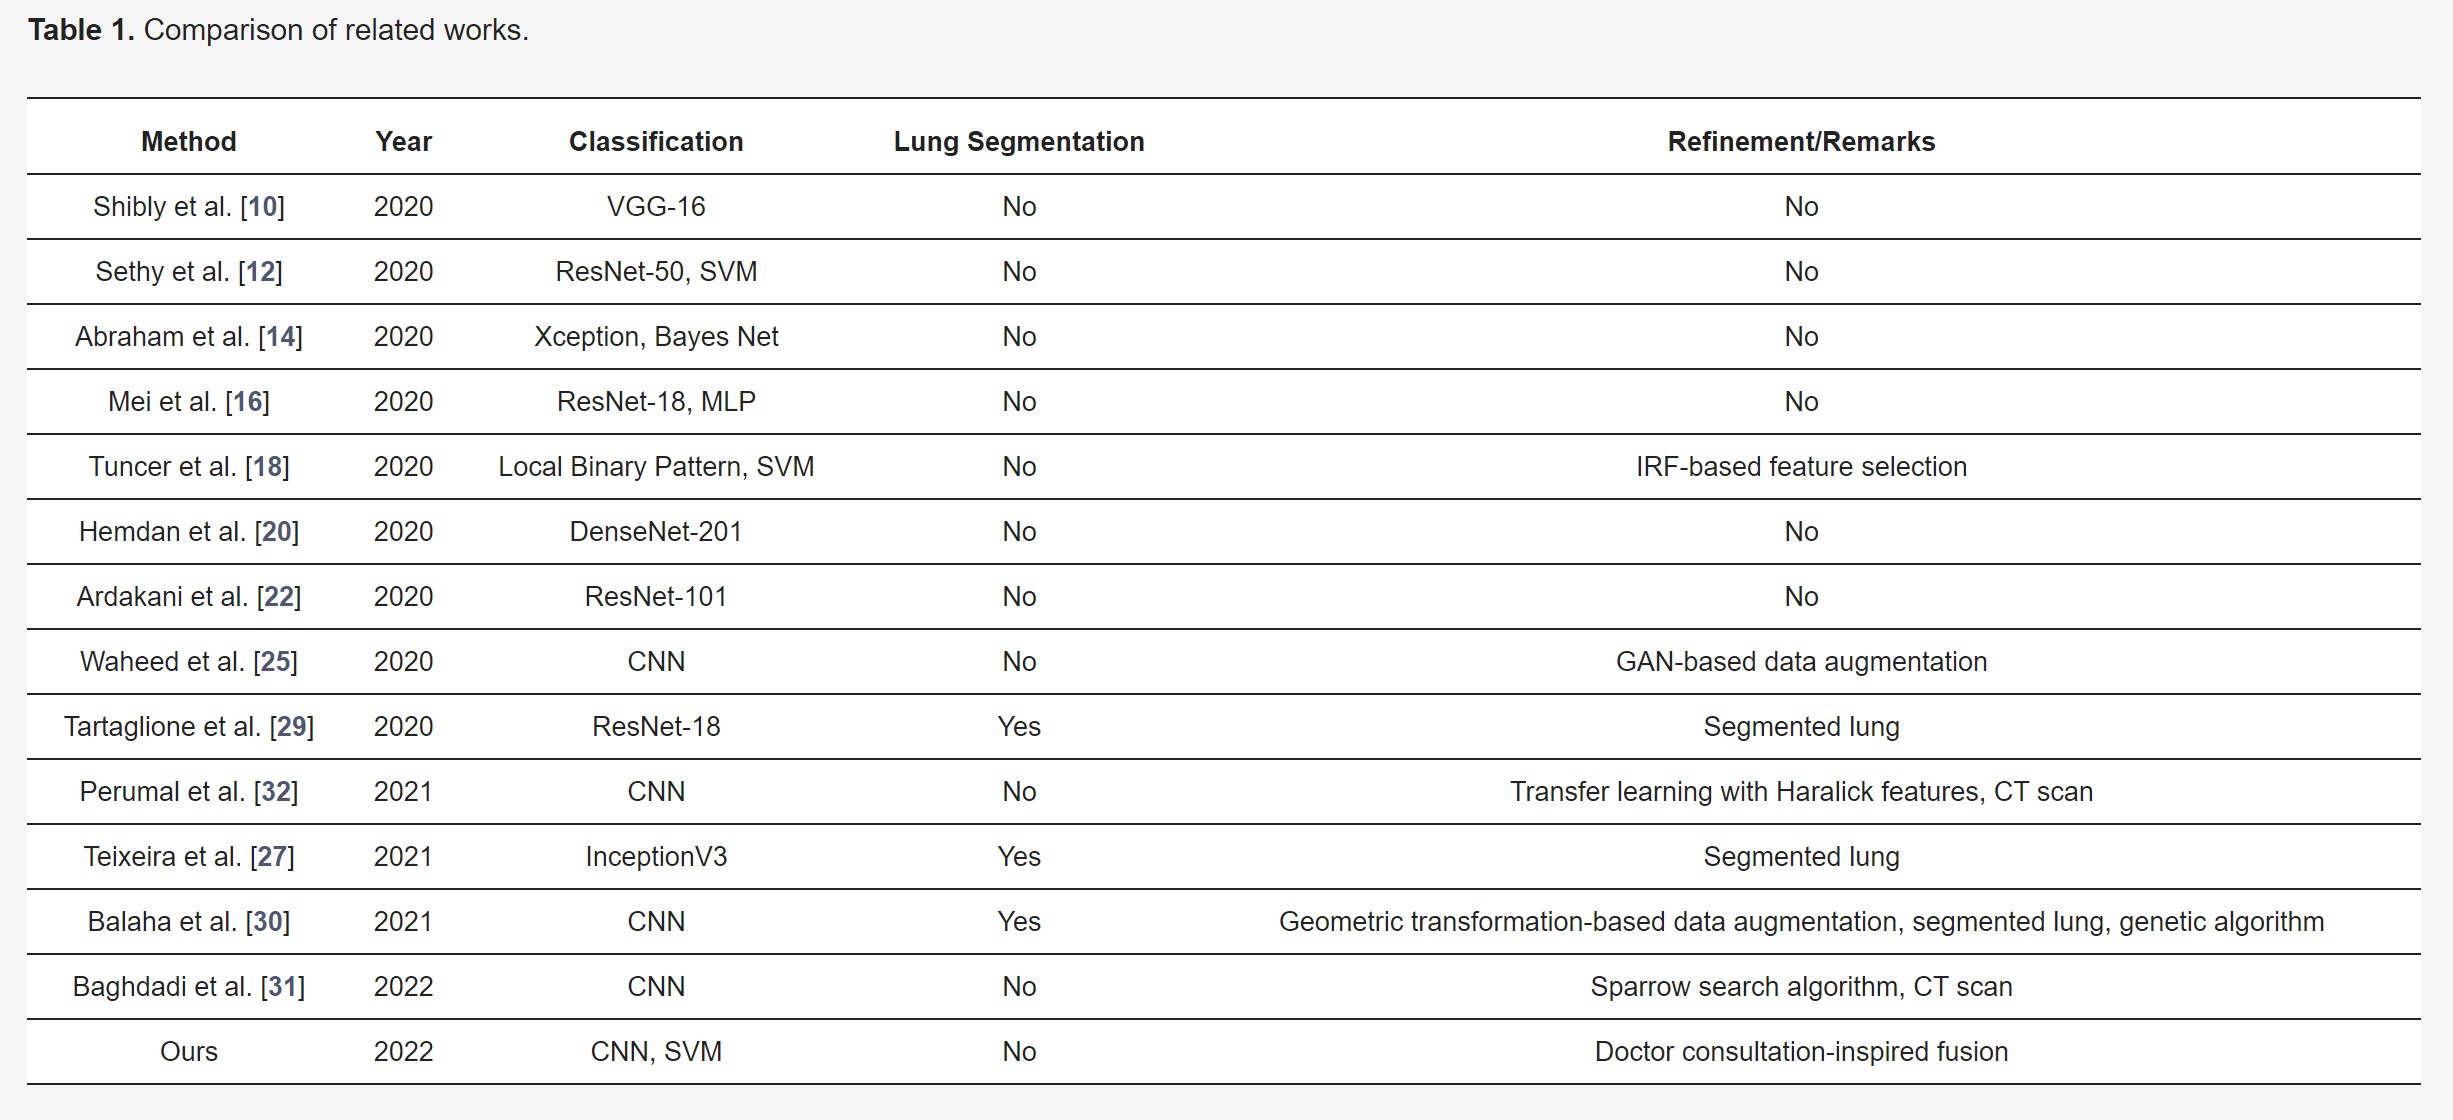 Table 1. Comparison of related works.
Method Year Classification Lung Segmentation Refinement/Remarks
Shibly et al. [10] 2020 VGG-16 No No
Sethy et al. [12] 2020 ResNet-50, SVM No No
Abraham et al. [14] 2020 Xception, Bayes Net No No
Mei et al. [16] 2020 ResNet-18, MLP No No
Tuncer et al. [18] 2020 Local Binary Pattern, SVM No IRF-based feature selection
Hemdan et al. [20] 2020 DenseNet-201 No No
Ardakani et al. [22] 2020 ResNet-101 No No
Waheed et al. [25] 2020 CNN No GAN-based data augmentation
Tartaglione et al. [29] 2020 ResNet-18 Yes Segmented lung
Perumal et al. [32] 2021 CNN No Transfer learning with Haralick features, CT scan
Teixeira et al. [27] 2021 InceptionV3 Yes Segmented lung
Balaha et al. [30] 2021 CNN Yes Geometric transformation-based data augmentation, segmented lung, genetic algorithm
Baghdadi et al. [31] 2022 CNN No Sparrow search algorithm, CT scan
Ours 2022 CNN, SVM No Doctor consultation-inspired fusion